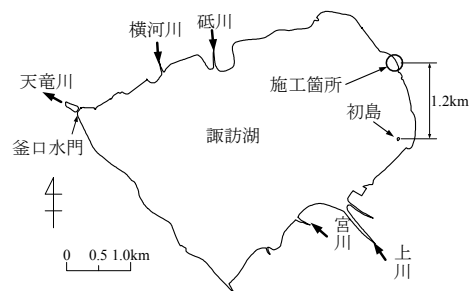 横河川
砥川
天竜川
施工箇所
1.2km
初島
釜口水門
諏訪湖
宮川
上川
0 0.5 1.0km